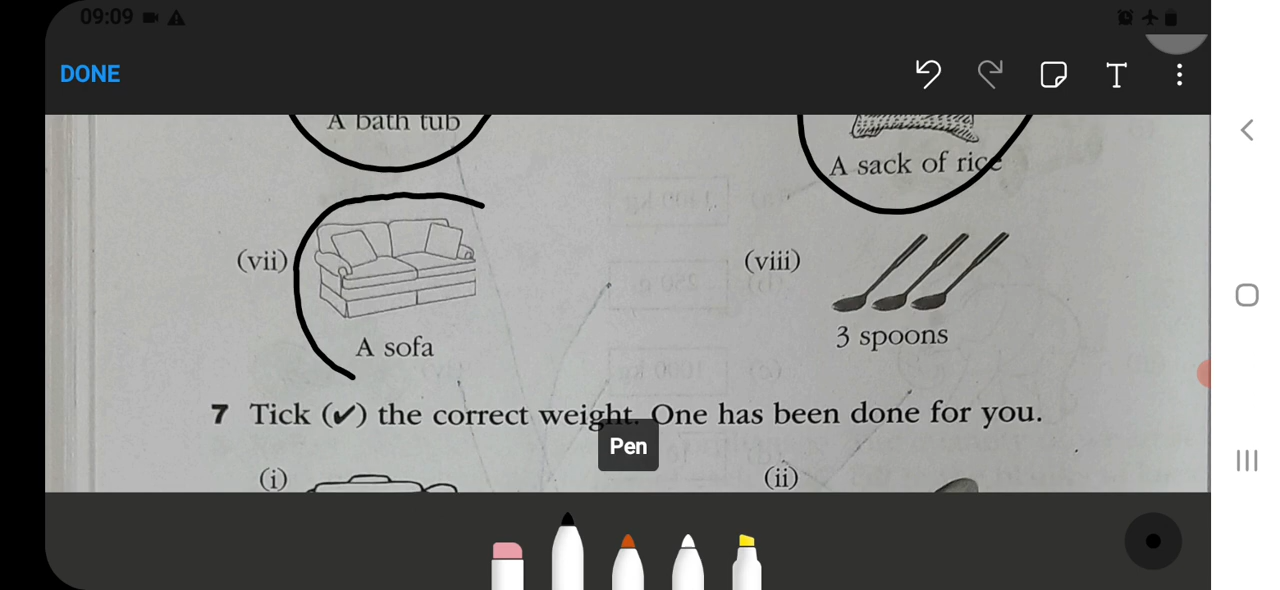 09:09
DONE
T
A bath tub
A sack of rice
(vii)
(viii)
A sofa
3 spoons
7 Tick (✔) the correct weight. One has been done for you.
Pen
(i)
(ii)